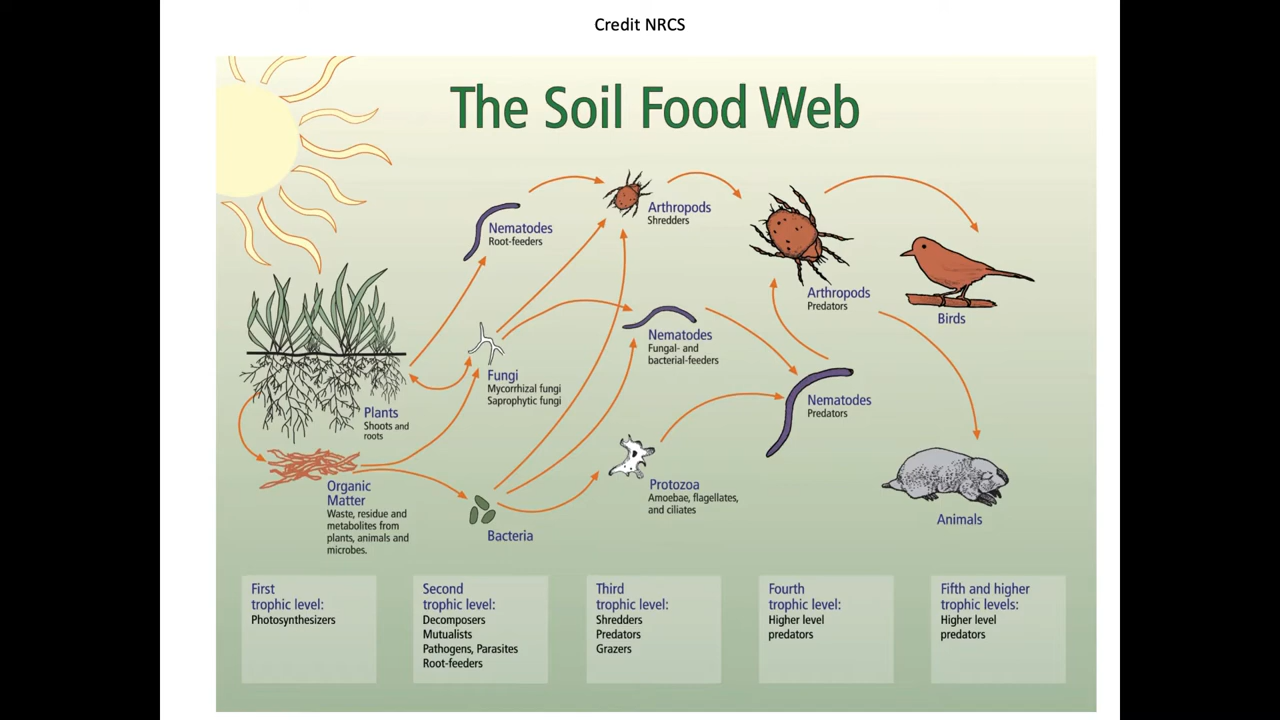 Credit NRCS
The Soil Food Web
Nematodes
Root-feeders
Arthropods
Shredders
Arthropods
Predators
Birds
Nematodes
Fungal- and
bacterial-feeders
Fungi
Mycorrhizal fungi
Saprophytic fungi
Nematodes
Predators
Plants
Shoots and
roots
Organic
Matter
Waste, residue and
metabolites from
plants, animals and
microbes.
Bacteria
Protozoa
Amoebae, flagellates,
and ciliates
Animals
First
trophic level:
Photosynthesizers
Second
trophic level:
Decomposers
Mutualists
Pathogens, Parasites
Root-feeders
Third
trophic level:
Shredders
Predators
Grazers
Fourth
trophic level:
Higher level
predators
Fifth and higher
trophic levels:
Higher level
predators